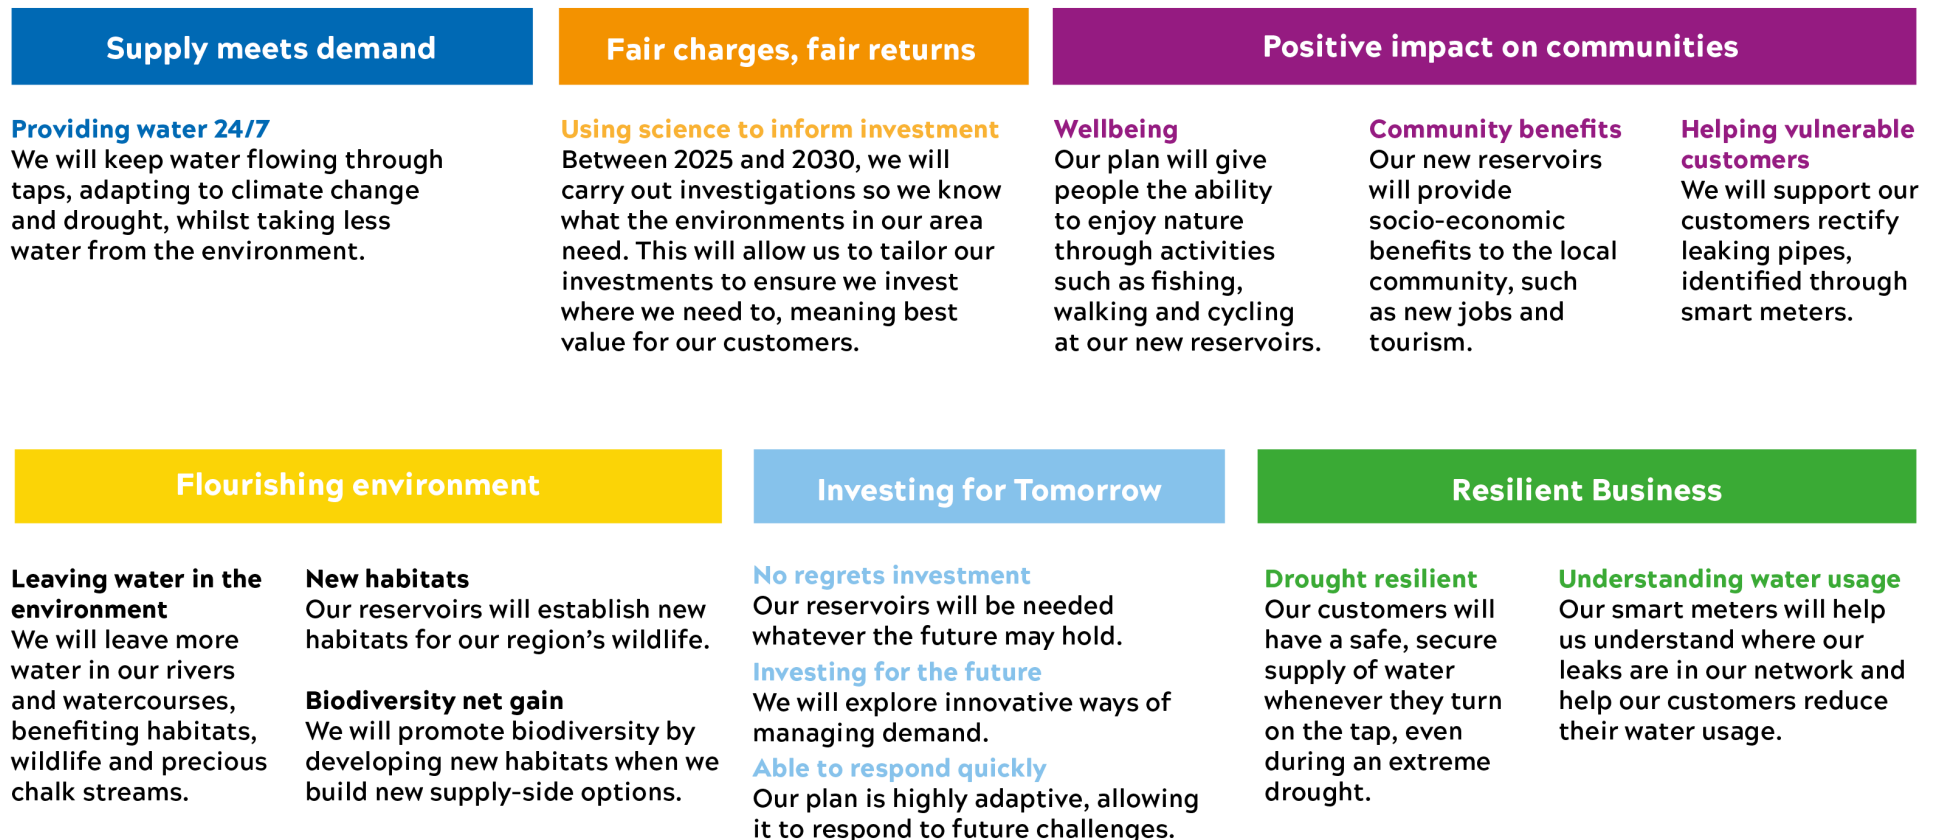 Supply meets demand
Providing water 24/7
We will keep water flowing through
taps, adapting to climate change
and drought, whilst taking less
water from the environment.
Fair charges, fair returns
Using science to inform investment
Between 2025 and 2030, we will
carry out investigations so we know
what the environments in our area
need. This will allow us to tailor our
investments to ensure we invest
where we need to, meaning best
value for our customers.
Positive impact on communities
Wellbeing
Our plan will give
people the ability
to enjoy nature
through activities
such as fishing,
walking and cycling
at our new reservoirs.
Community benefits
Our new reservoirs
will provide
socio-economic
benefits to the local
community, such
as new jobs and
tourism.
Helping vulnerable
customers
We will support our
customers rectify
leaking pipes,
identified through
smart meters.
Flourishing environment
Leaving water in the
environment
We will leave more
water in our rivers
and watercourses,
benefiting habitats,
wildlife and precious
chalk streams.
New habitats
Our reservoirs will establish new
habitats for our region’s wildlife.
Biodiversity net gain
We will promote biodiversity by
developing new habitats when we
build new supply-side options.
Investing for Tomorrow
No regrets investment
Our reservoirs will be needed
whatever the future may hold.
Investing for the future
We will explore innovative ways of
managing demand.
Able to respond quickly
Our plan is highly adaptive, allowing
it to respond to future challenges.
Resilient Business
Drought resilient
Our customers will
have a safe, secure
supply of water
whenever they turn
on the tap, even
during an extreme
drought.
Understanding water usage
Our smart meters will help
us understand where our
leaks are in our network and
help our customers reduce
their water usage.